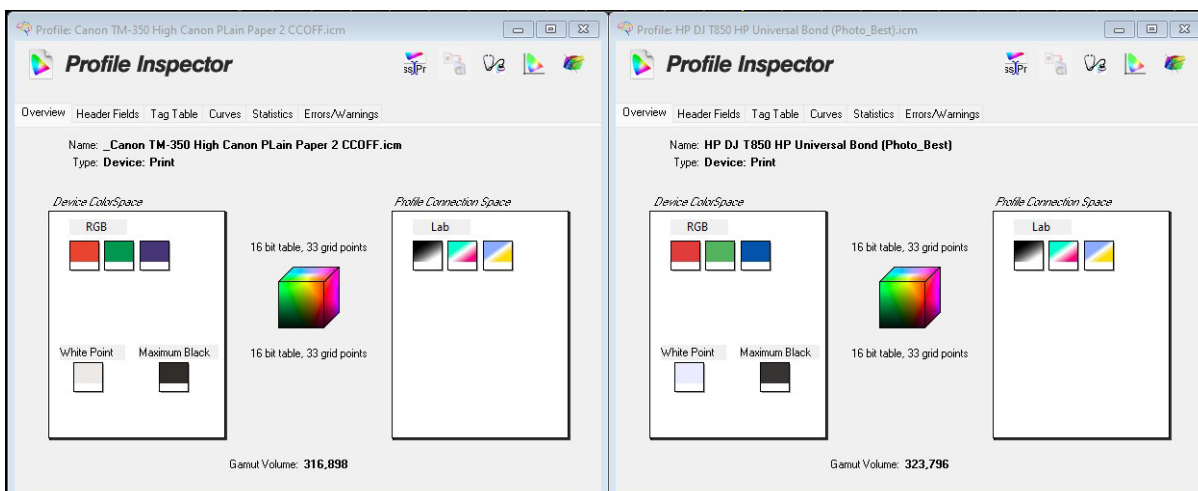 Profile: Canon TM-350 High Canon PLain Paper 2 CCOFF.icm
Profile Inspector
Overview Header Fields Tag Table Curves Statistics Errors/Warnings
Name: _Canon TM-350 High Canon PLain Paper 2 CCOFF.icm
Type: Device: Print
Device ColorSpace
Profile Connection Space
RGB
Lab
16 bit table, 33 grid points
White Point
Maximum Black
16 bit table, 33 grid points
Gamut Volume: 316,898
Profile: HP DJ T850 HP Universal Bond (Photo_Best).icm
Profile Inspector
Overview Header Fields Tag Table Curves Statistics Errors/Warnings
Name: HP DJ T850 HP Universal Bond (Photo_Best)
Type: Device: Print
Device ColorSpace
Profile Connection Space
RGB
Lab
16 bit table, 33 grid points
White Point
Maximum Black
16 bit table, 33 grid points
Gamut Volume: 323,796